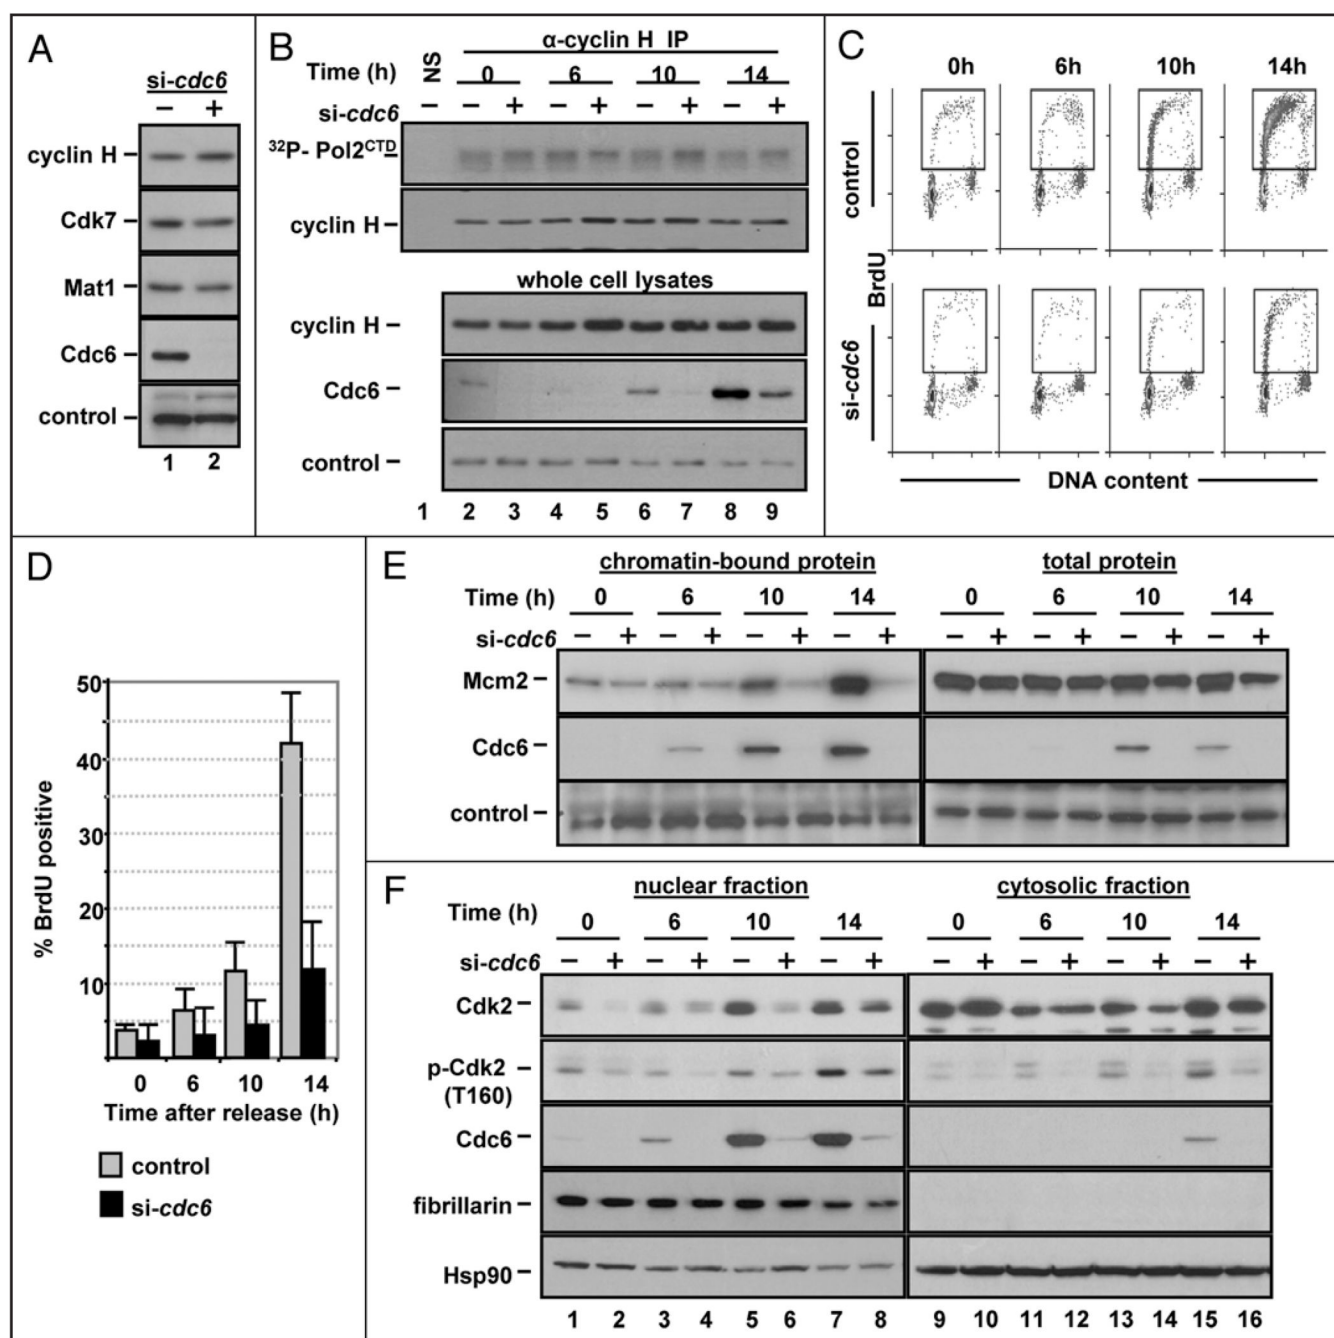 A
si-cdc6
− +
cyclin H
Cdk7
Mat1
Cdc6
control
1 2
B
α-cyclin H IP
NS
Time (h) 0 6 10 14
si-cdc6 − − + − + − + − +
32P- Pol2CTD
cyclin H
whole cell lysates
cyclin H
Cdc6
control
1 2 3 4 5 6 7 8 9
C
0h 6h 10h 14h
control
BrdU
si-cdc6
DNA content
D
50
40
30
20
10
% BrdU positive
0 6 10 14
Time after release (h)
control
si-cdc6
E
chromatin-bound protein total protein
Time (h) 0 6 10 14 0 6 10 14
si-cdc6 − + − + − + − + − + − + − + − +
Mcm2
Cdc6
control
F
nuclear fraction cytosolic fraction
Time (h) 0 6 10 14 0 6 10 14
si-cdc6 − + − + − + − + − + − + − + − +
Cdk2
p-Cdk2
(T160)
Cdc6
fibrillarin
Hsp90
1 2 3 4 5 6 7 8 9 10 11 12 13 14 15 16